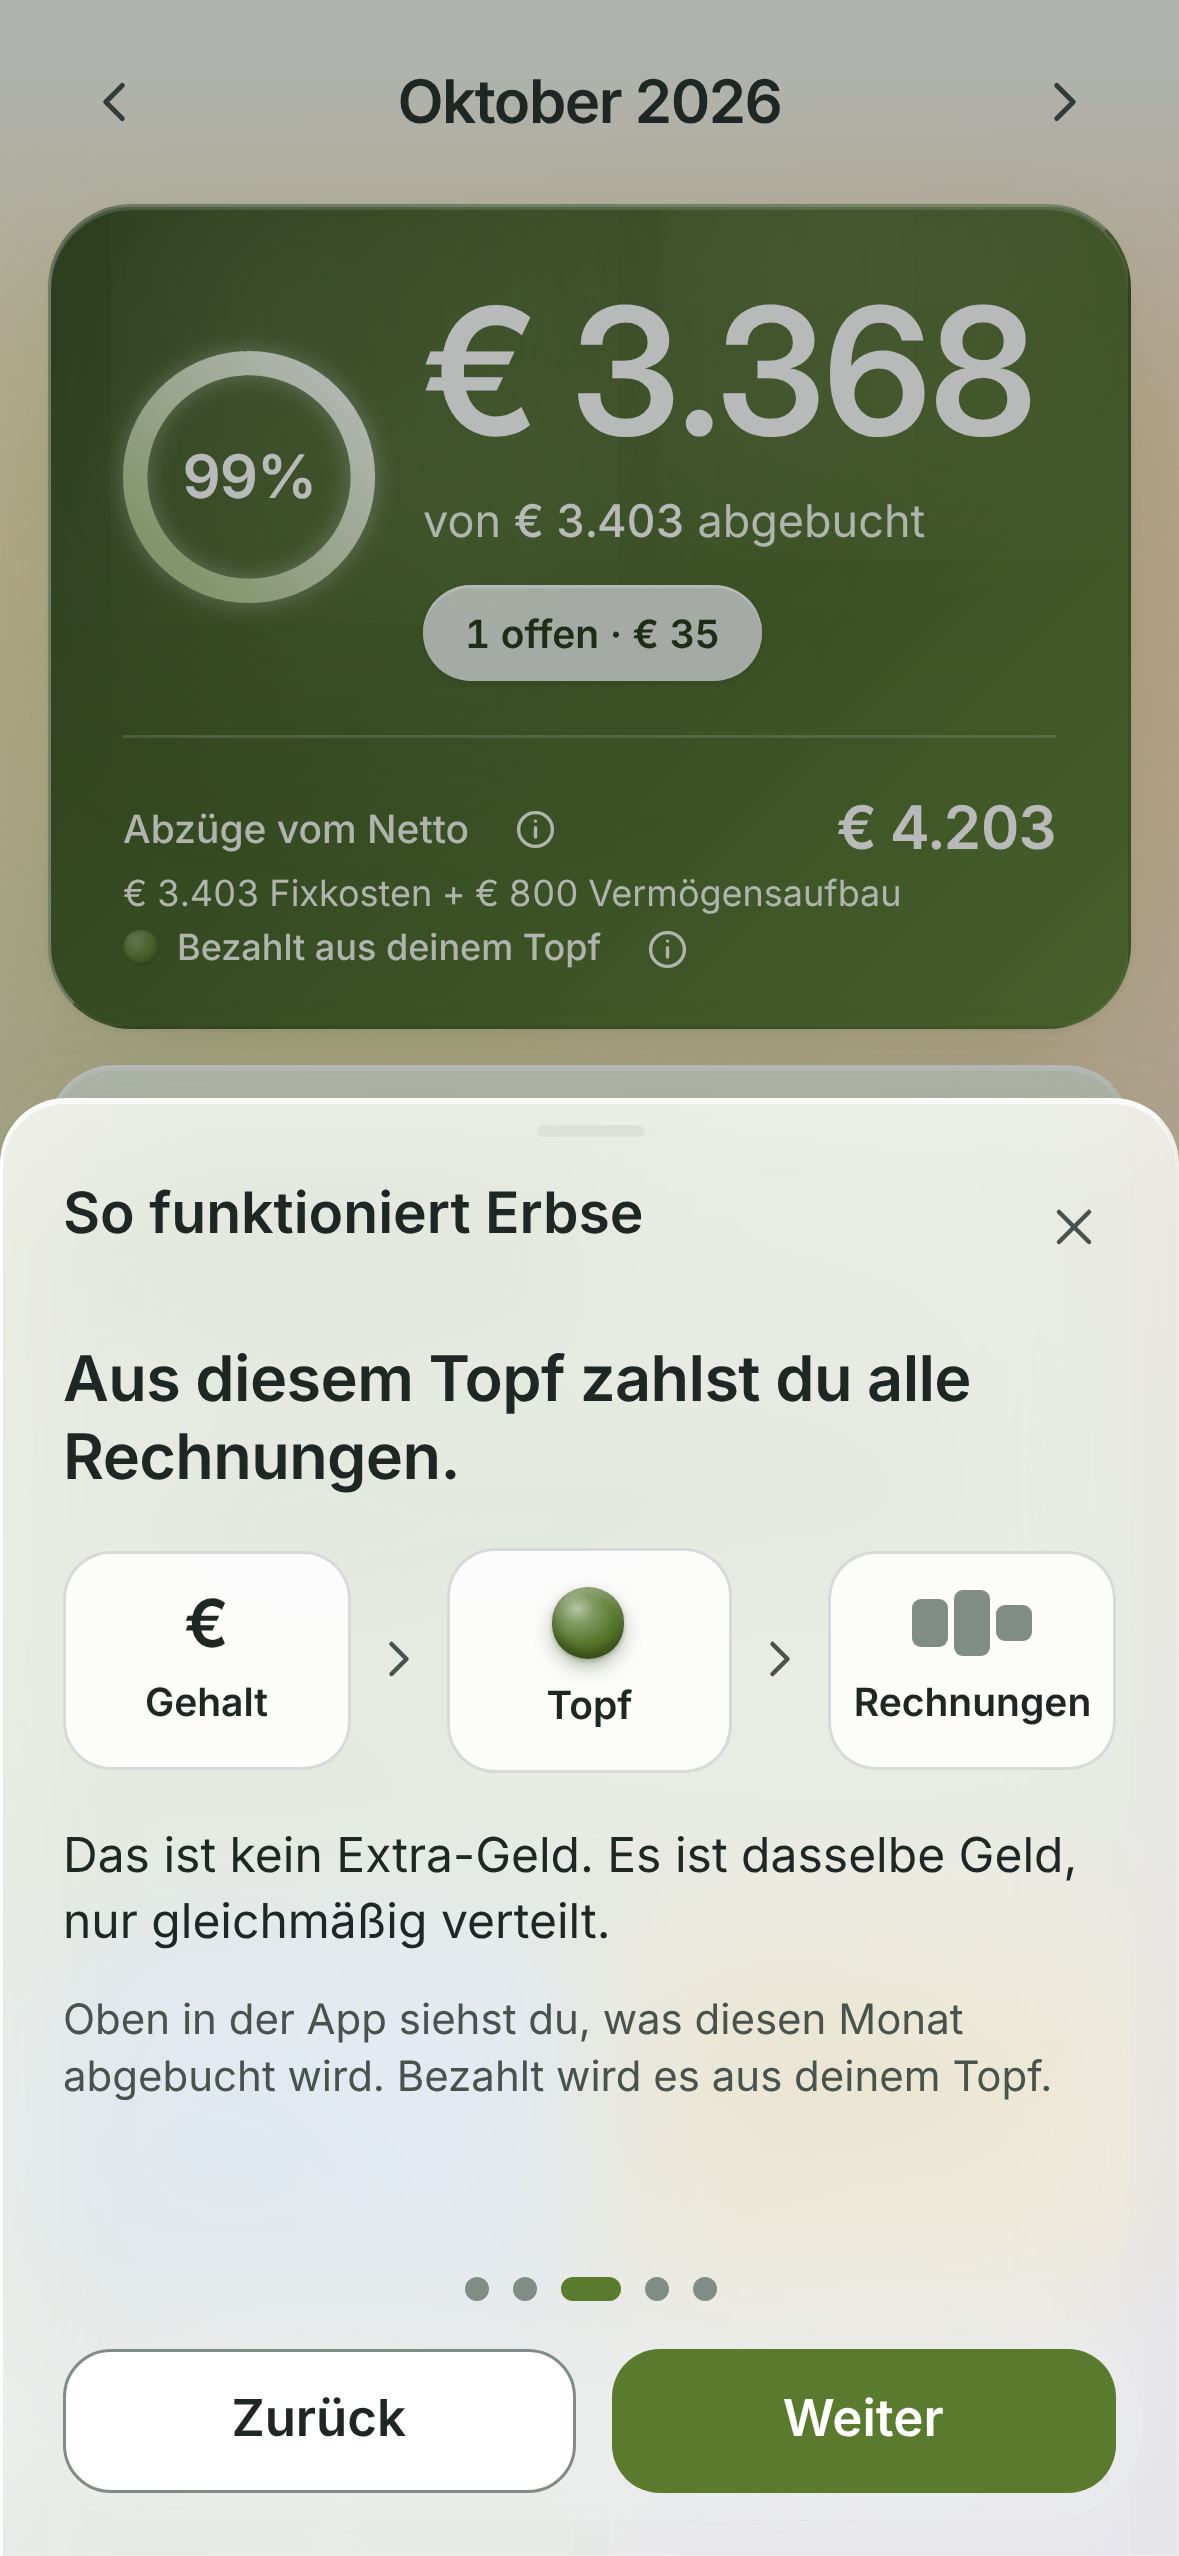 Oktober 2026
€ 3.368
99%
von € 3.403 abgebucht
1 offen · € 35
Abzüge vom Netto
€ 4.203
€ 3.403 Fixkosten + € 800 Vermögensaufbau
Bezahlt aus deinem Topf
So funktioniert Erbse
Aus diesem Topf zahlst du alle
Rechnungen.
€
Gehalt
Topf
Rechnungen
Das ist kein Extra-Geld. Es ist dasselbe Geld,
nur gleichmäßig verteilt.
Oben in der App siehst du, was diesen Monat
abgebucht wird. Bezahlt wird es aus deinem Topf.
Zurück
Weiter